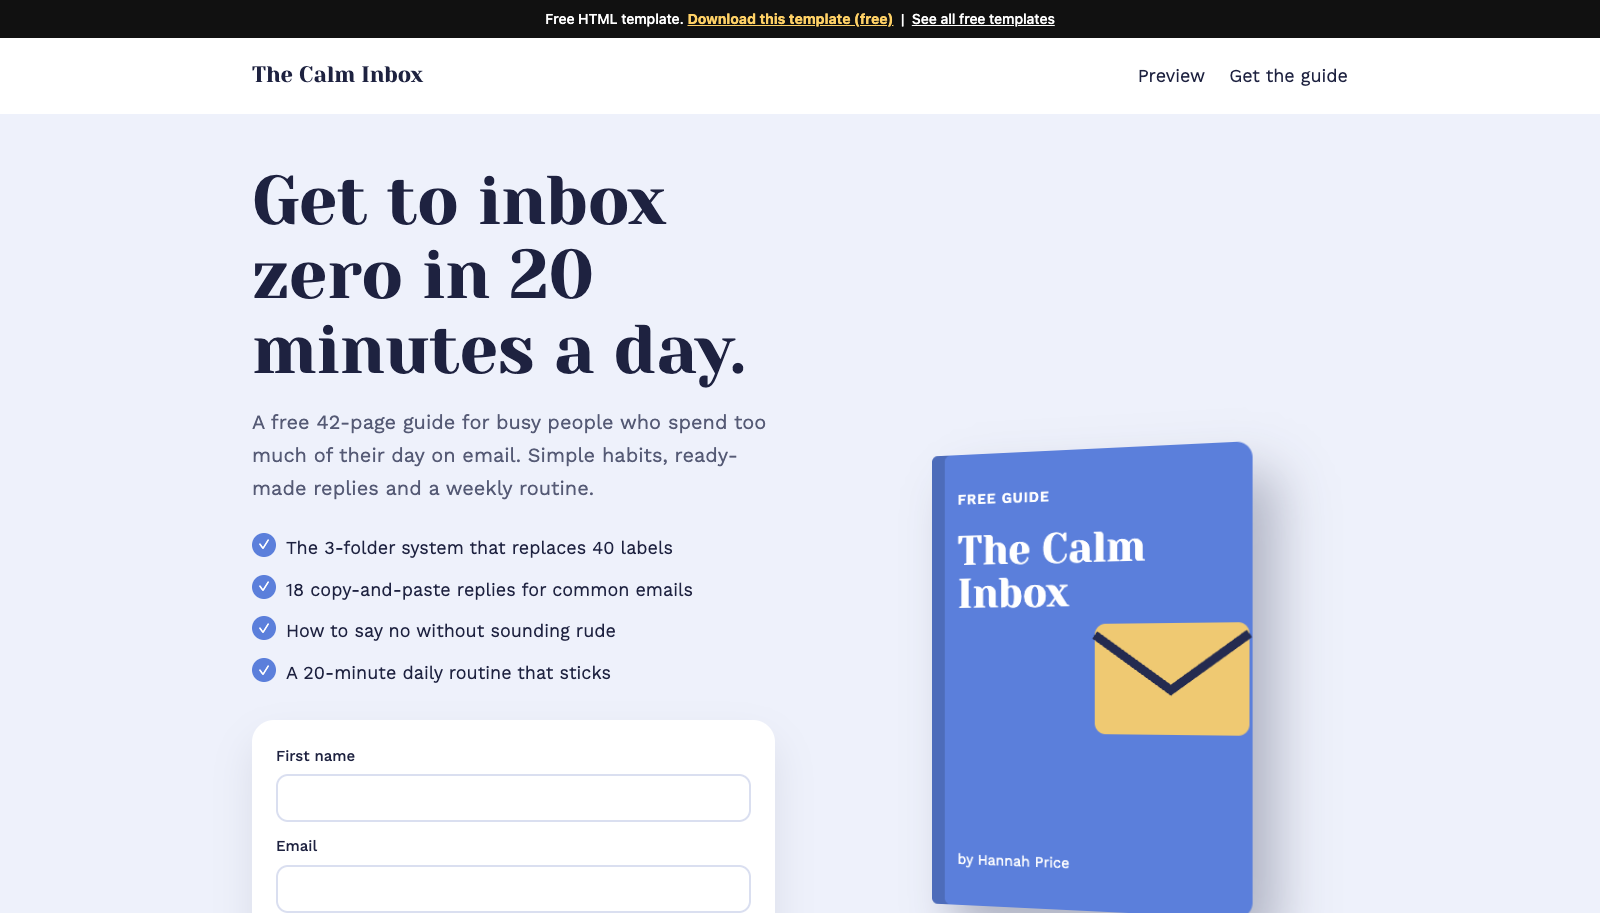 Free HTML template. Download this template (free) | See all free templates
The Calm Inbox
Preview Get the guide
Get to inbox
zero in 20
minutes a day.
A free 42-page guide for busy people who spend too
much of their day on email. Simple habits, ready-
made replies and a weekly routine.
The 3-folder system that replaces 40 labels
18 copy-and-paste replies for common emails
How to say no without sounding rude
A 20-minute daily routine that sticks
First name
Email
FREE GUIDE
The Calm
Inbox
by Hannah Price